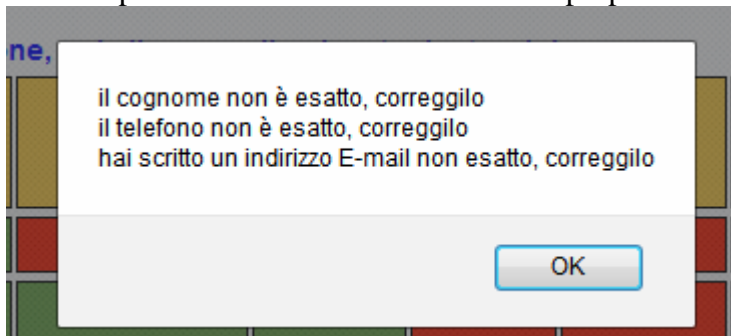 ne,
il cognome non è esatto, correggilo
il telefono non è esatto, correggilo
hai scritto un indirizzo E-mail non esatto, correggilo
OK